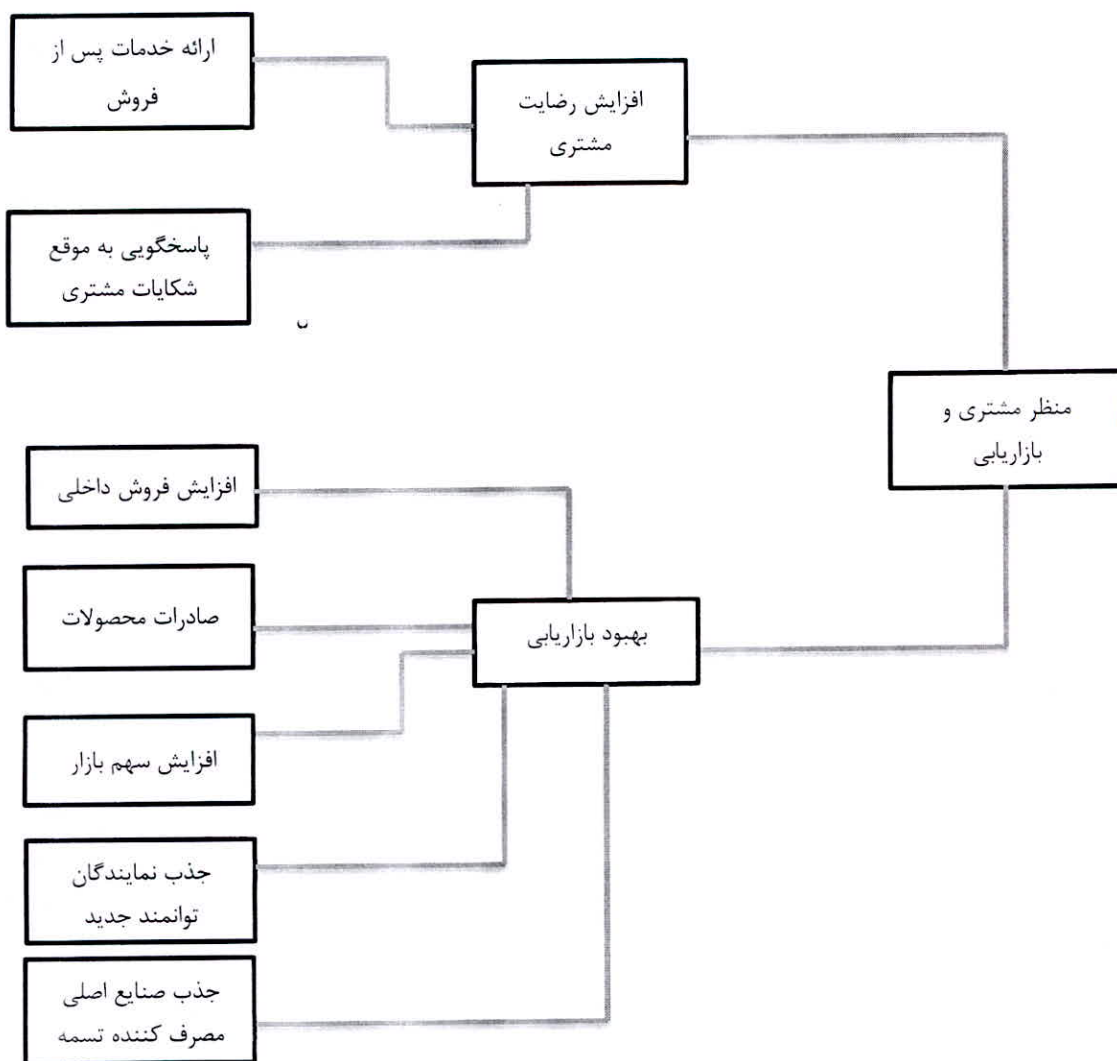 ارائه خدمات پس از
فروش
افزایش رضایت
مشتری
پاسخگویی به موقع
شکایات مشتری
منظر مشتری و
بازاریابی
افزایش فروش داخلی
صادرات محصولات
بهبود بازاریابی
افزایش سهم بازار
جذب نمایندگان
توانمند جدید
جذب صنایع اصلی
مصرف کننده تسمه